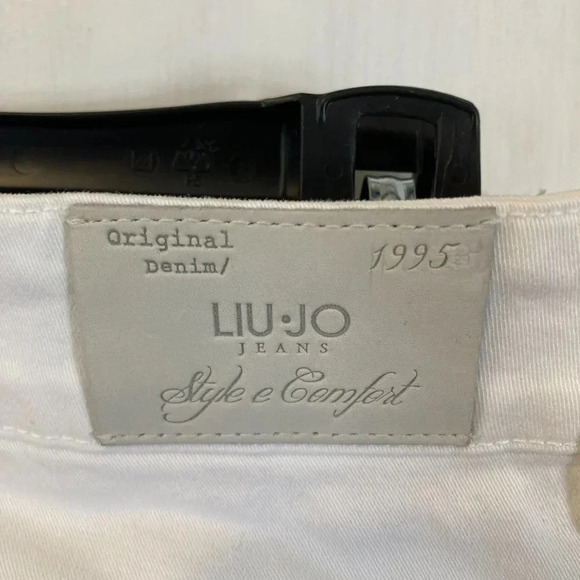 Original 1995
Denim/
LIU·JO
JEANS
Style e Comfort